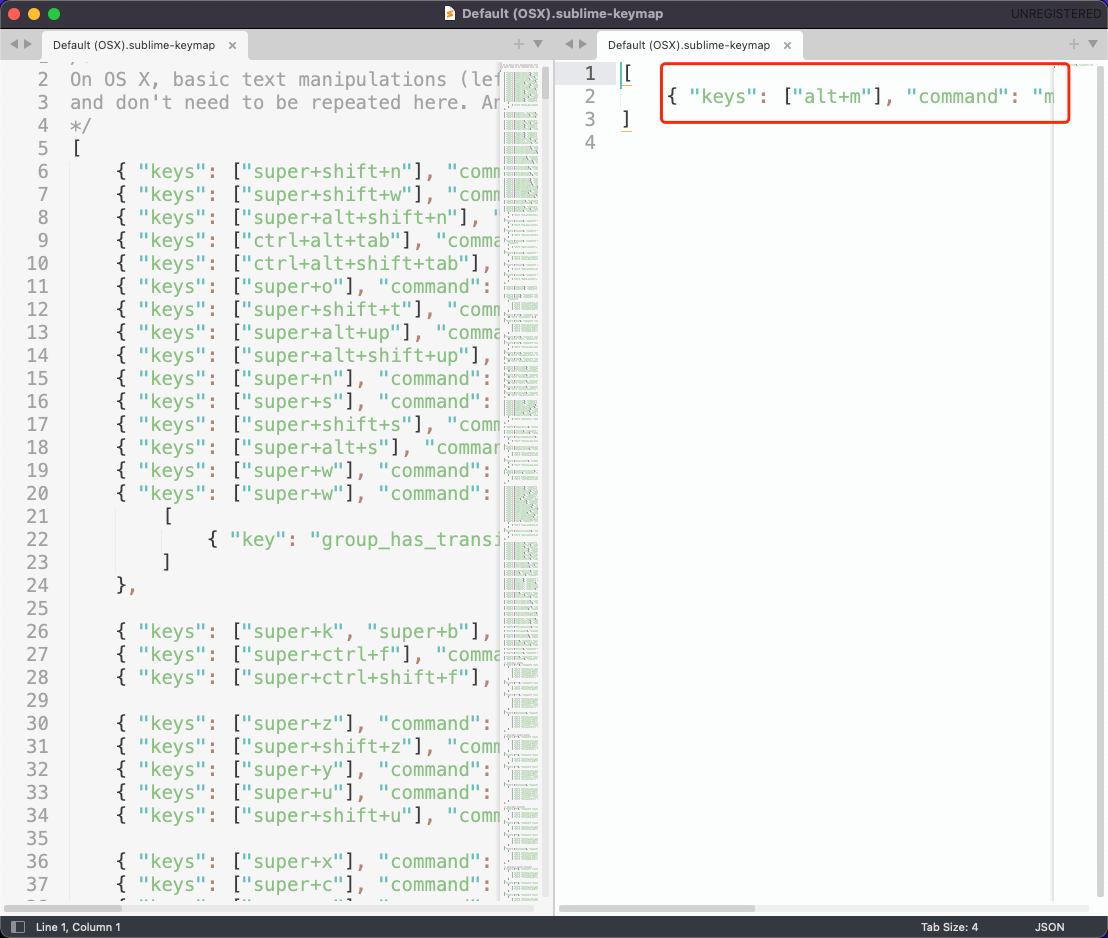 Default (OSX).sublime-keymap
UNREGISTERED
Default (OSX).sublime-keymap ×
2 On OS X, basic text manipulations (lef
3 and don't need to be repeated here. An
4 */
5 [
6 { "keys": ["super+shift+n"], "comm
7 { "keys": ["super+shift+w"], "comm
8 { "keys": ["super+alt+shift+n"], "
9 { "keys": ["ctrl+alt+tab"], "comma
10 { "keys": ["ctrl+alt+shift+tab"],
11 { "keys": ["super+o"], "command":
12 { "keys": ["super+shift+t"], "comm
13 { "keys": ["super+alt+up"], "comma
14 { "keys": ["super+alt+shift+up"],
15 { "keys": ["super+n"], "command":
16 { "keys": ["super+s"], "command":
17 { "keys": ["super+shift+s"], "comm
18 { "keys": ["super+alt+s"], "comman
19 { "keys": ["super+w"], "command":
20 { "keys": ["super+w"], "command":
21 [
22 { "key": "group_has_transi
23 ]
24 },
25
26 { "keys": ["super+k", "super+b"],
27 { "keys": ["super+ctrl+f"], "comma
28 { "keys": ["super+ctrl+shift+f"],
29
30 { "keys": ["super+z"], "command":
31 { "keys": ["super+shift+z"], "comm
32 { "keys": ["super+y"], "command":
33 { "keys": ["super+u"], "command":
34 { "keys": ["super+shift+u"], "comm
35
36 { "keys": ["super+x"], "command":
37 { "keys": ["super+c"], "command":
Default (OSX).sublime-keymap ×
1 [
2 { "keys": ["alt+m"], "command": "m
3 ]
4
Line 1, Column 1
Tab Size: 4
JSON